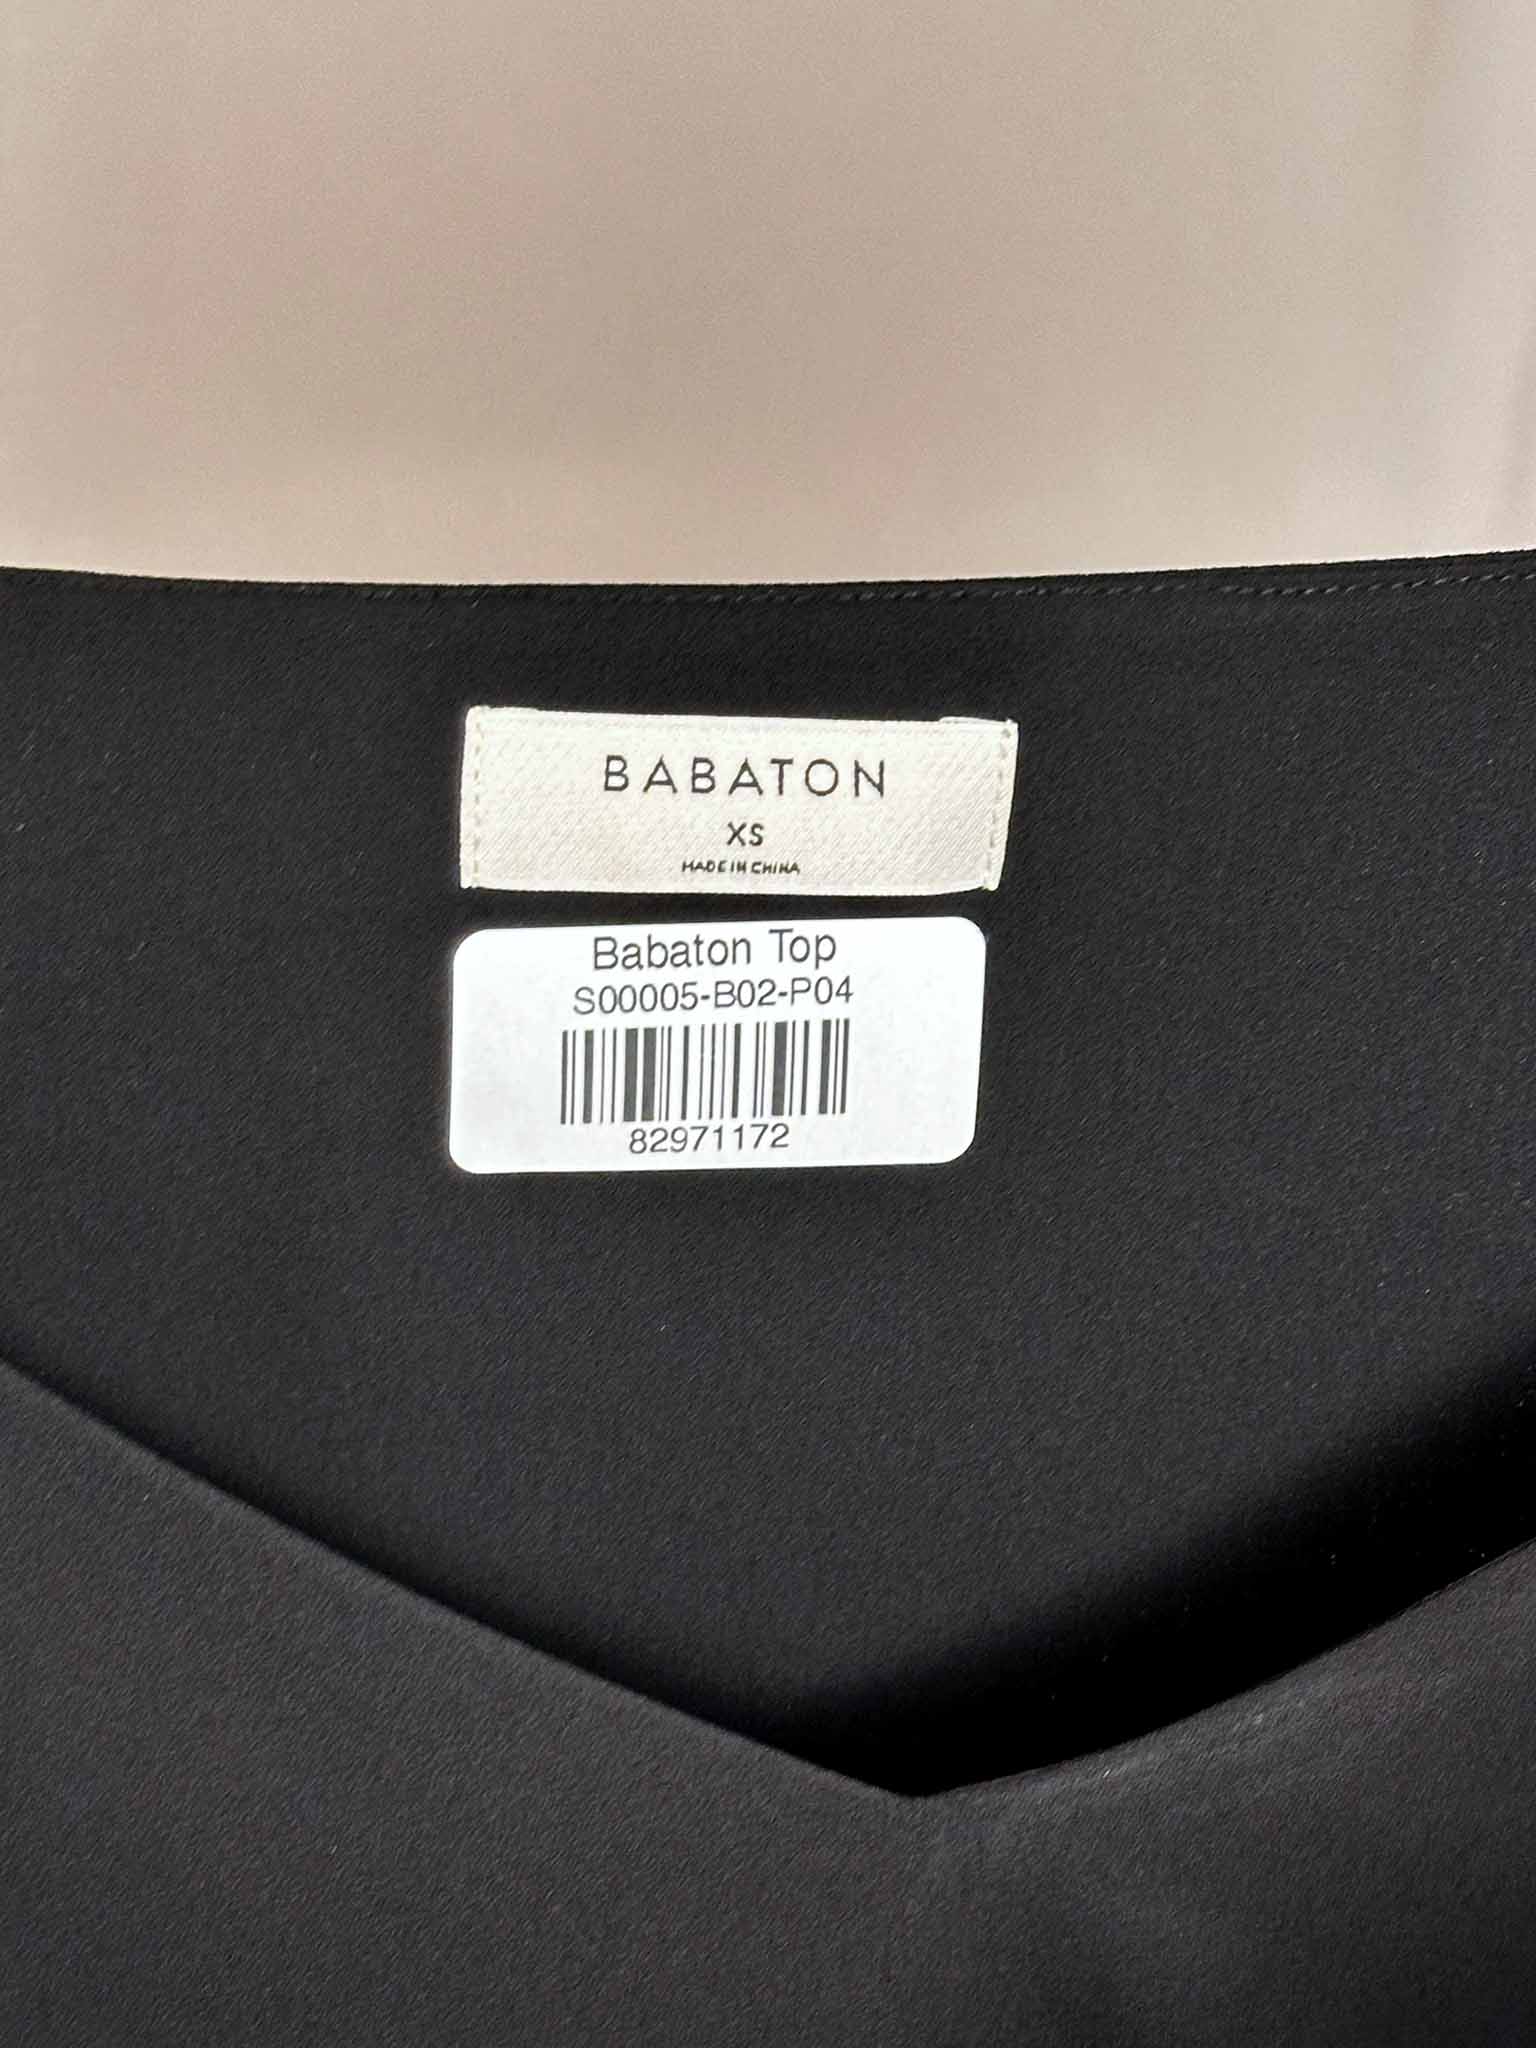 BABATON
XS
MADE IN CHINA
Babaton Top
S00005-B02-P04
82971172